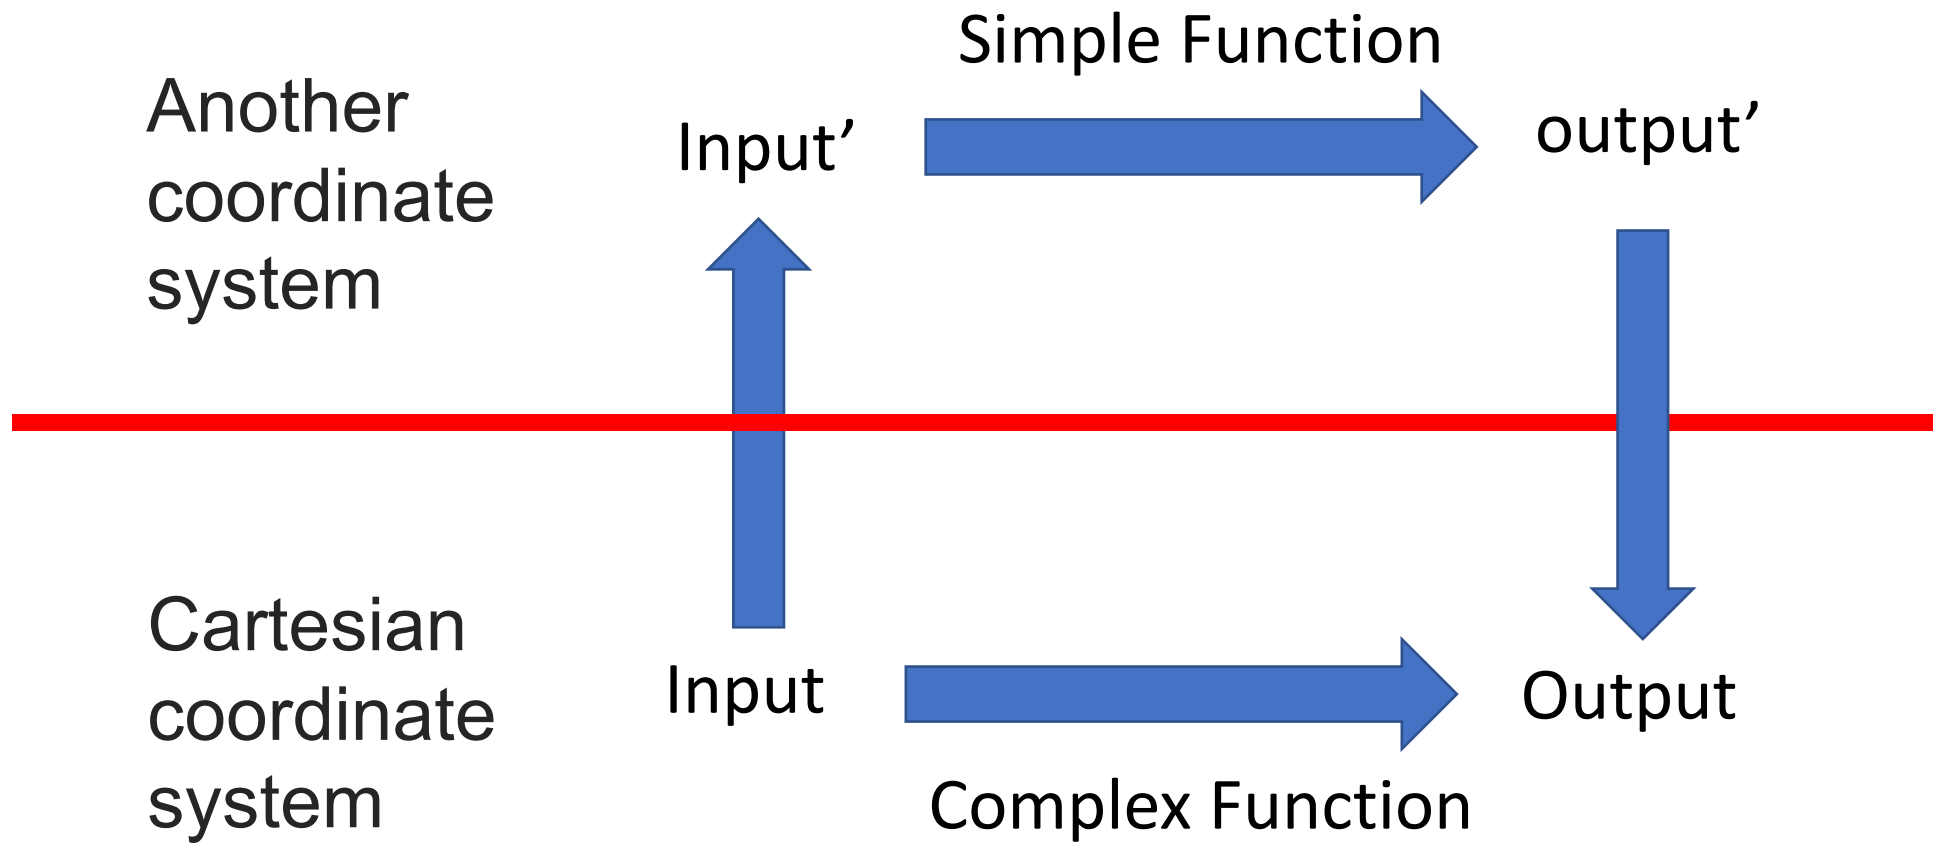 Simple Function
Another
coordinate
system
Input’
output’
Cartesian
coordinate
system
Input
Output
Complex Function